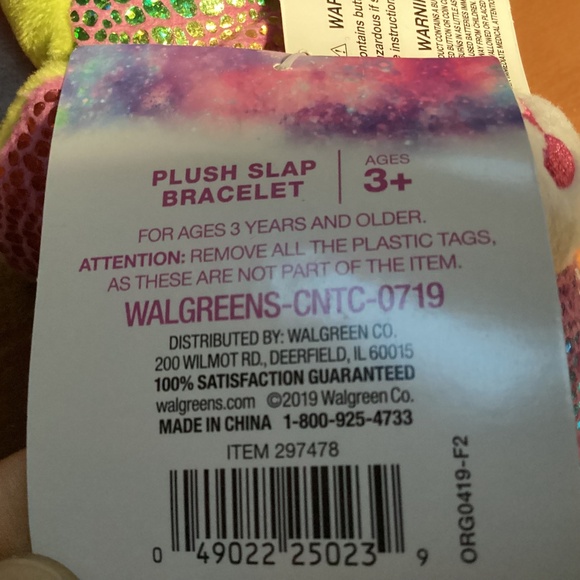 PLUSH SLAP
BRACELET
AGES
3+
FOR AGES 3 YEARS AND OLDER.
ATTENTION: REMOVE ALL THE PLASTIC TAGS,
AS THESE ARE NOT PART OF THE ITEM.
WALGREENS-CNTC-0719
DISTRIBUTED BY: WALGREEN CO.
200 WILMOT RD., DEERFIELD, IL 60015
100% SATISFACTION GUARANTEED
walgreens.com ©2019 Walgreen Co.
MADE IN CHINA 1-800-925-4733
ITEM 297478
0 49022 25023 9
ORG0419-F2